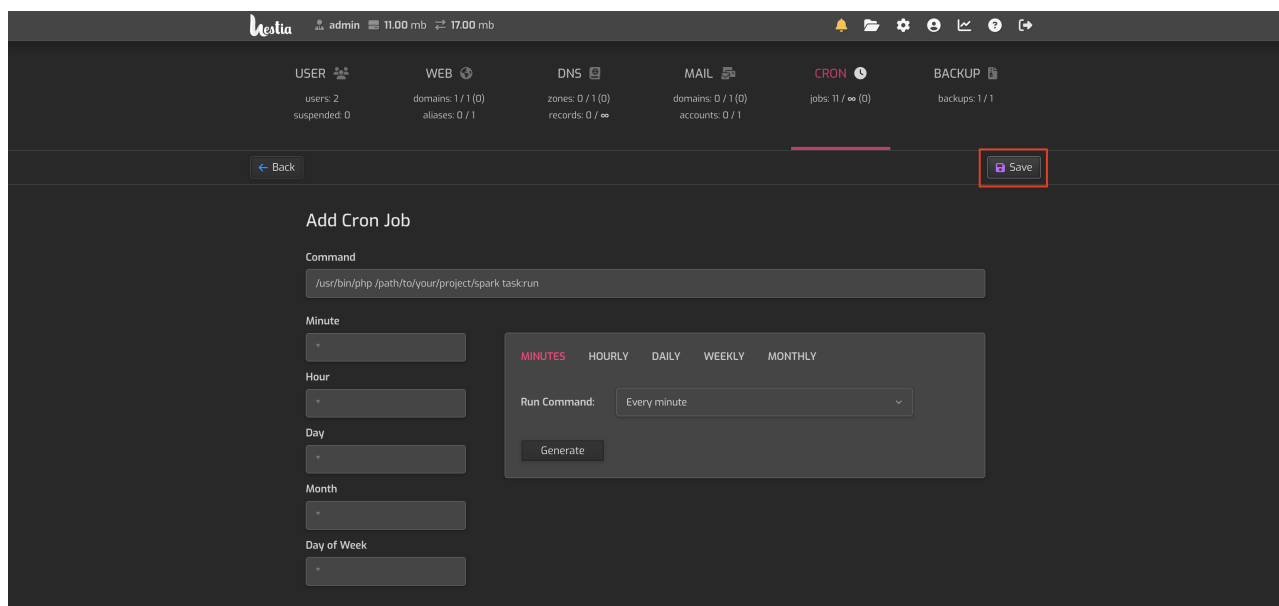 hestia admin 11.00 mb 17.00 mb
USER WEB DNS MAIL CRON BACKUP
users: 2 domains: 1 / 1 (0) zones: 0 / 1 (0) domains: 0 / 1 (0) jobs: 11 / ∞ (0) backups: 1 / 1
suspended: 0 aliases: 0 / 1 records: 0 / ∞ accounts: 0 / 1
← Back Save
Add Cron Job
Command
/usr/bin/php /path/to/your/project/spark task:run
Minute
*
MINUTES HOURLY DAILY WEEKLY MONTHLY
Hour
*
Run Command: Every minute
Day
*
Generate
Month
*
Day of Week
*